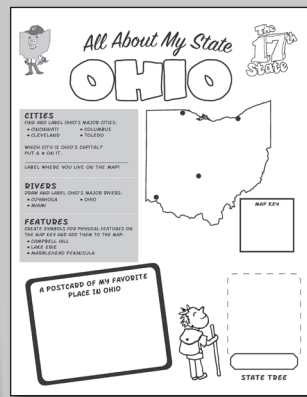 All About My State
The 17th State
OHIO
CITIES
FIND AND LABEL OHIO'S MAJOR CITIES:
• CINCINNATI
• COLUMBUS
• CLEVELAND
• TOLEDO
WHICH CITY IS OHIO'S CAPITAL?
PUT A ★ ON IT.
LABEL WHERE YOU LIVE ON THE MAP!
RIVERS
DRAW AND LABEL OHIO'S MAJOR RIVERS:
• CUYAHOGA
• OHIO
• MIAMI
FEATURES
CREATE SYMBOLS FOR PHYSICAL FEATURES ON
THE MAP KEY AND ADD THEM TO THE MAP:
• CAMPBELL HILL
• LAKE ERIE
• MARBLEHEAD PENINSULA
MAP KEY
A POSTCARD OF MY FAVORITE
PLACE IN OHIO
STATE TREE